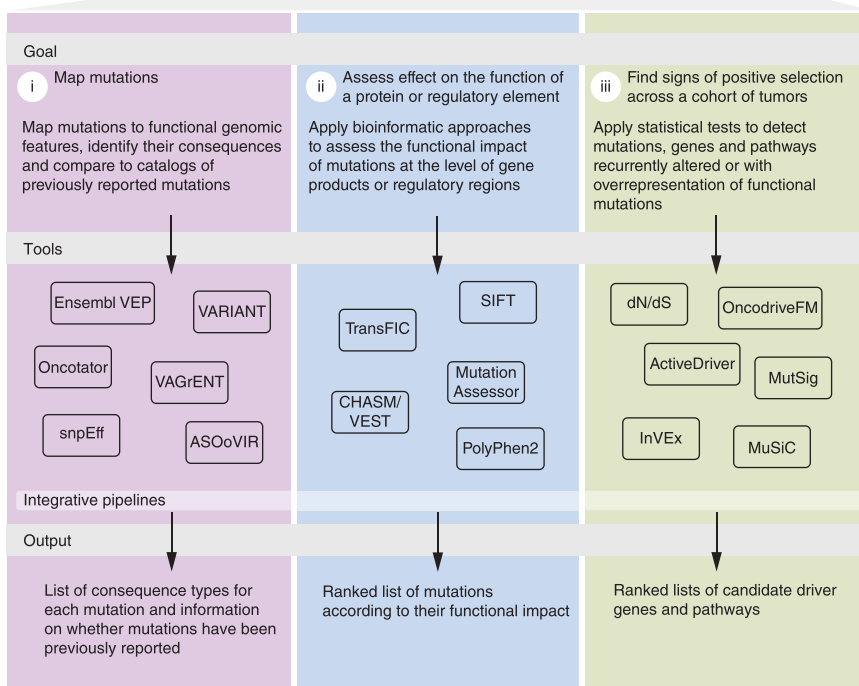 Goal
i
Map mutations
Map mutations to functional genomic
features, identify their consequences
and compare to catalogs of
previously reported mutations
ii
Assess effect on the function of
a protein or regulatory element
Apply bioinformatic approaches
to assess the functional impact
of mutations at the level of gene
products or regulatory regions
iii
Find signs of positive selection
across a cohort of tumors
Apply statistical tests to detect
mutations, genes and pathways
recurrently altered or with
overrepresentation of functional
mutations
Tools
Ensembl VEP
VARIANT
Oncotator
VAGrENT
snpEff
ASOoVIR
SIFT
TransFIC
Mutation
Assessor
CHASM/
VEST
PolyPhen2
dN/dS
OncodriveFM
ActiveDriver
MutSig
InVEx
MuSiC
Integrative pipelines
Output
List of consequence types for
each mutation and information
on whether mutations have been
previously reported
Ranked list of mutations
according to their functional impact
Ranked lists of candidate driver
genes and pathways